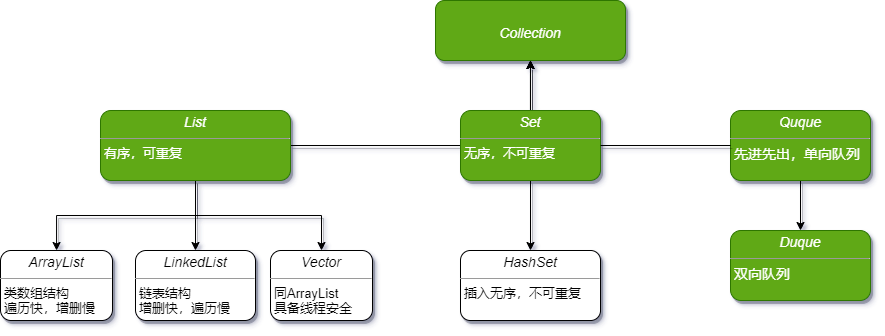 Collection
List
有序，可重复
Set
无序，不可重复
Quque
先进先出，单向队列
ArrayList
类数组结构
遍历快，增删慢
LinkedList
链表结构
增删快，遍历慢
Vector
同ArrayList
具备线程安全
HashSet
插入无序，不可重复
Duque
双向队列